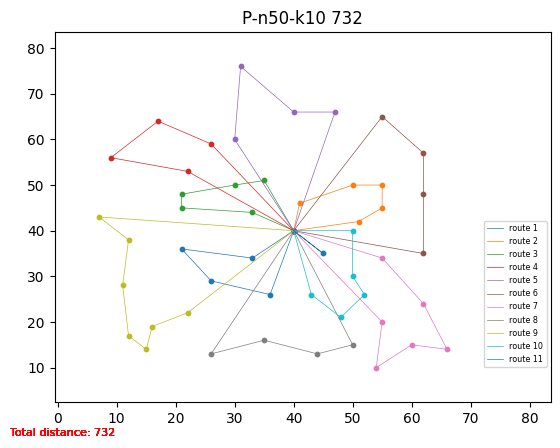 P-n50-k10 732
80
70
60
50
40
30
20
10
0 10 20 30 40 50 60 70 80
route 1
route 2
route 3
route 4
route 5
route 6
route 7
route 8
route 9
route 10
route 11
Total distance: 732